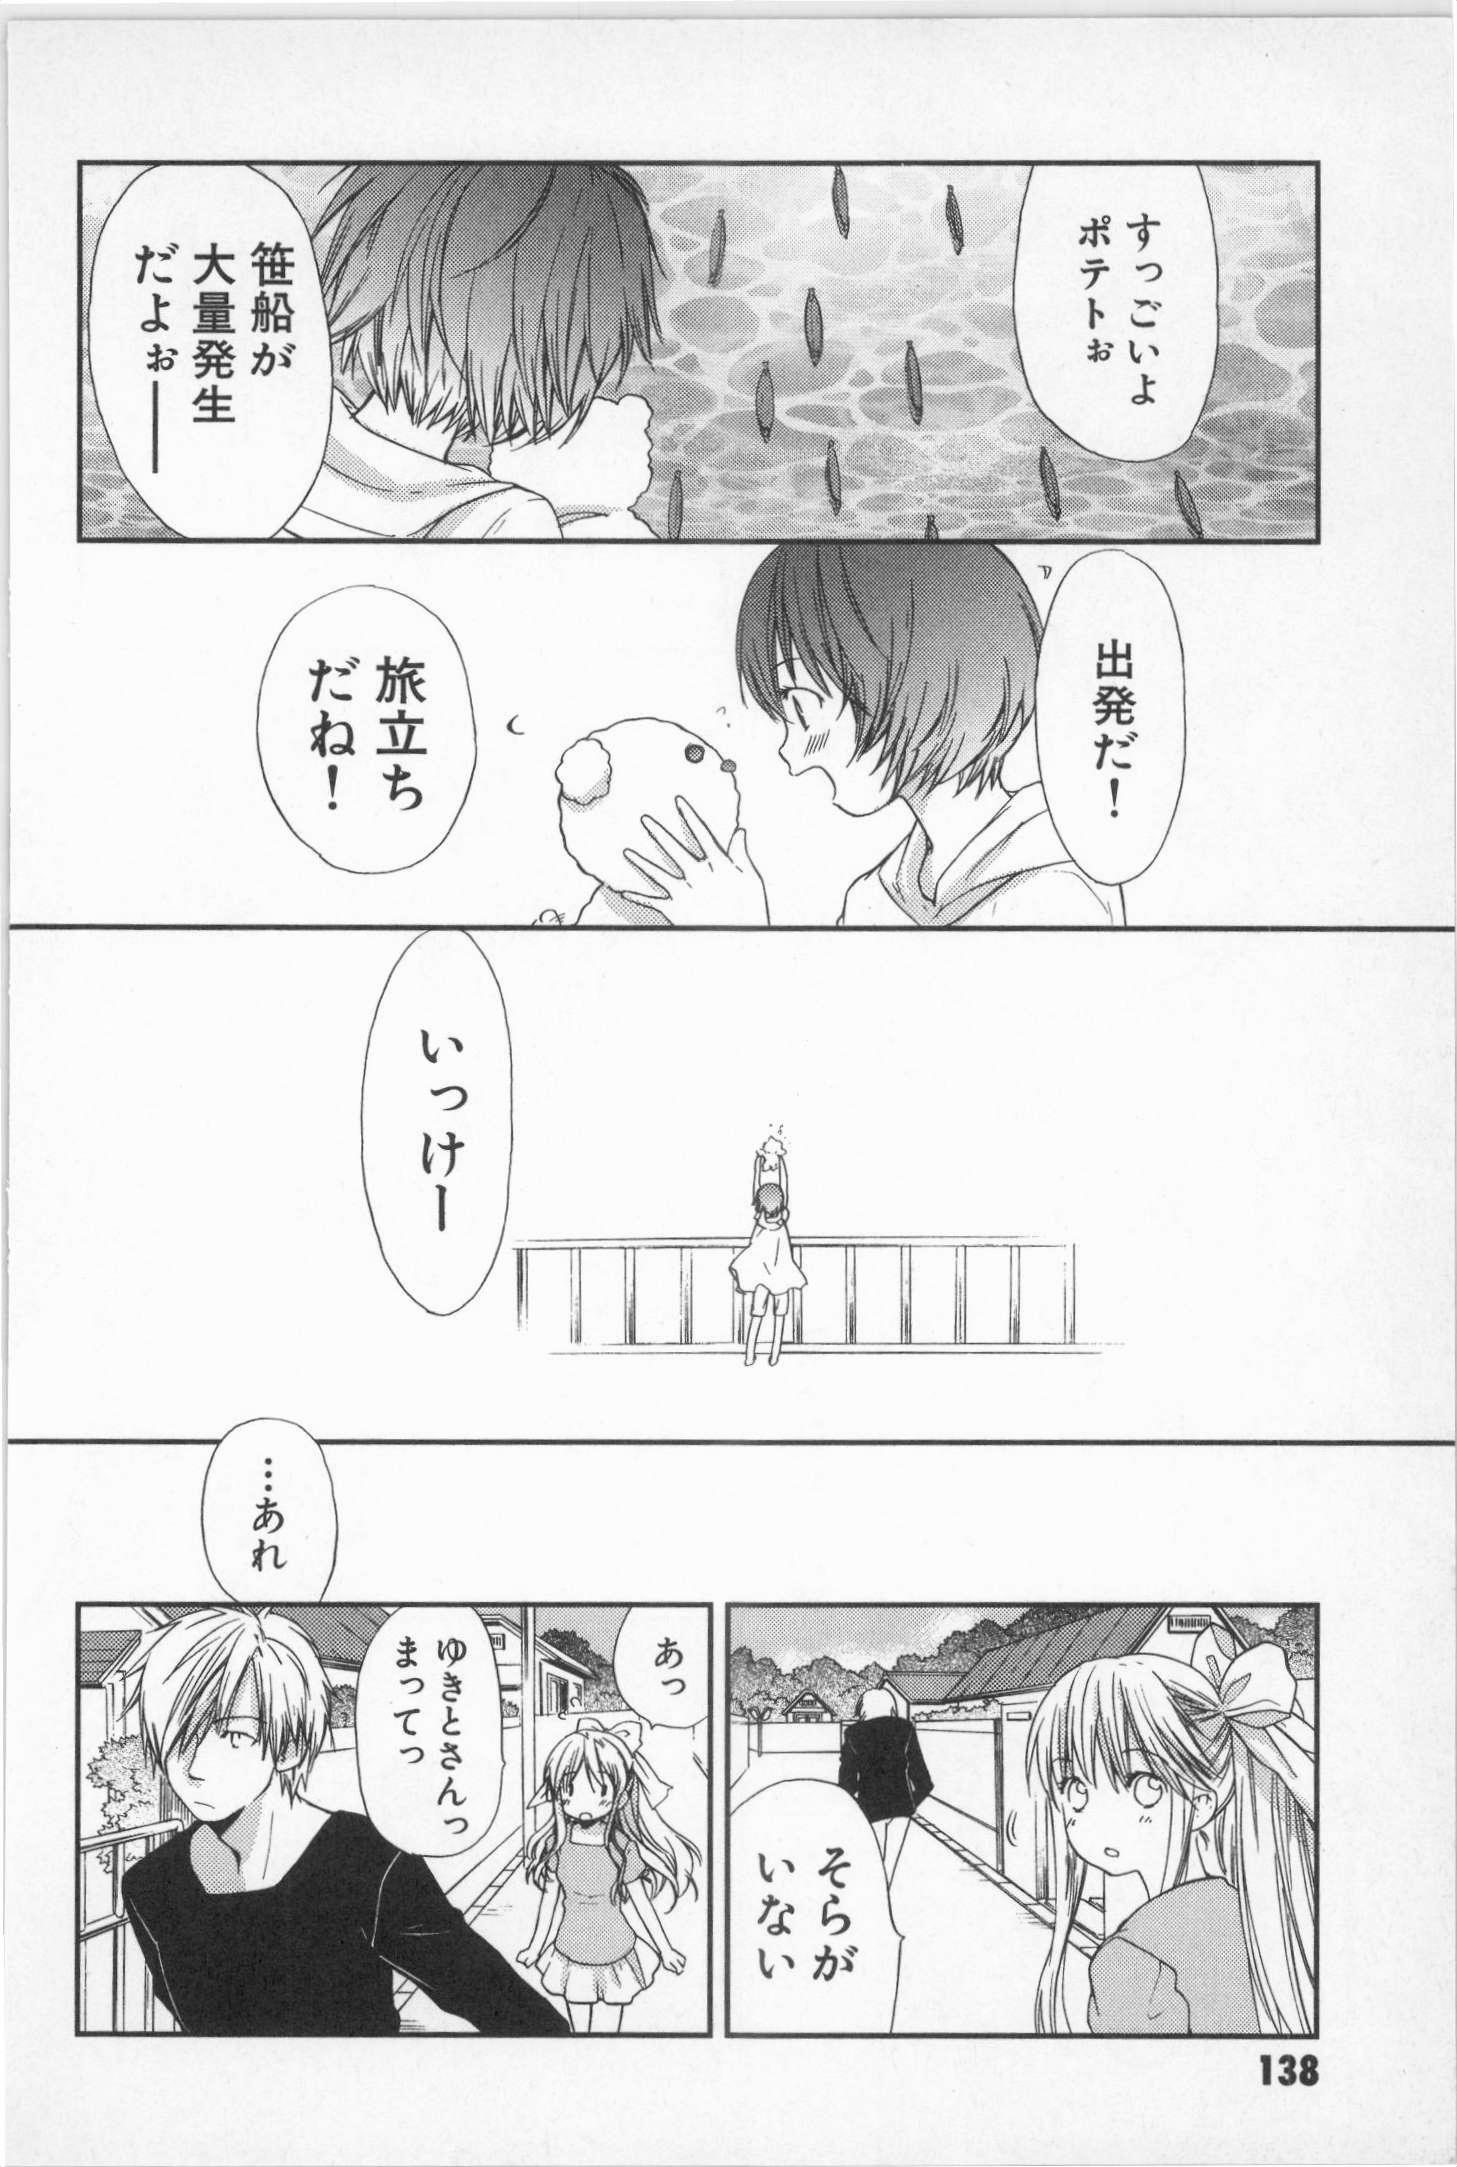 すっごいよ
ポテトぉ
笹船が
大量発生
だよぉ――
出発だ!
旅立ち
だね!
いっけー
…あれ
そらが
いない
あっ
ゆきとさんっ
まってっ
138